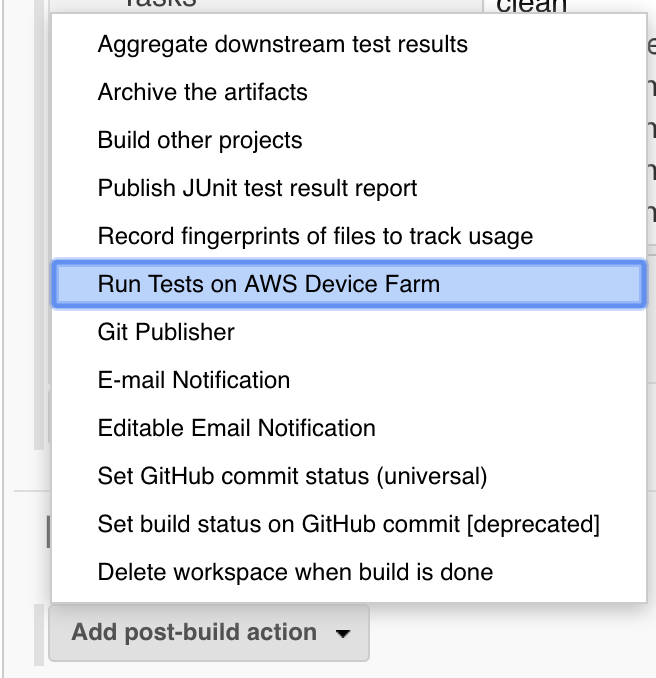 Tasks
clean
Aggregate downstream test results
Archive the artifacts
Build other projects
Publish JUnit test result report
Record fingerprints of files to track usage
Run Tests on AWS Device Farm
Git Publisher
E-mail Notification
Editable Email Notification
Set GitHub commit status (universal)
Set build status on GitHub commit [deprecated]
Delete workspace when build is done
Add post-build action